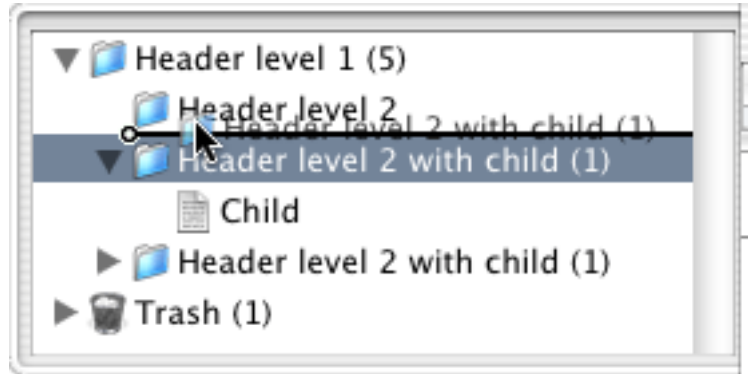 Header level 1 (5)
Header level 2
Header level 2 with child (1)
Header level 2 with child (1)
Child
Header level 2 with child (1)
Trash (1)